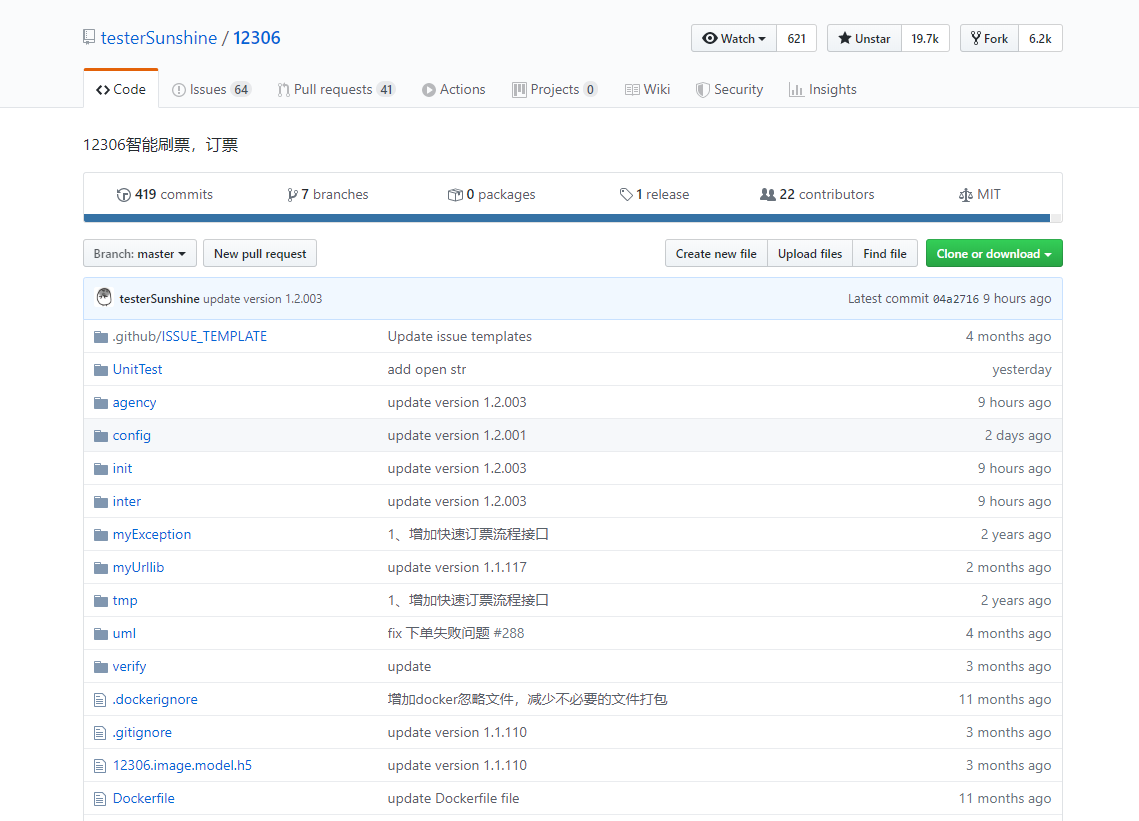 testerSunshine / 12306
Watch 621 Unstar 19.7k Fork 6.2k
Code Issues 64 Pull requests 41 Actions Projects 0 Wiki Security Insights
12306智能刷票，订票
419 commits 7 branches 0 packages 1 release 22 contributors MIT
Branch: master New pull request Create new file Upload files Find file Clone or download
testerSunshine update version 1.2.003 Latest commit 04a2716 9 hours ago
.github/ISSUE_TEMPLATE Update issue templates 4 months ago
UnitTest add open str yesterday
agency update version 1.2.003 9 hours ago
config update version 1.2.001 2 days ago
init update version 1.2.003 9 hours ago
inter update version 1.2.003 9 hours ago
myException 1、增加快速订票流程接口 2 years ago
myUrllib update version 1.1.117 2 months ago
tmp 1、增加快速订票流程接口 2 years ago
uml fix 下单失败问题 #288 4 months ago
verify update 3 months ago
.dockerignore 增加docker忽略文件，减少不必要的文件打包 11 months ago
.gitignore update version 1.1.110 3 months ago
12306.image.model.h5 update version 1.1.110 3 months ago
Dockerfile update Dockerfile file 11 months ago